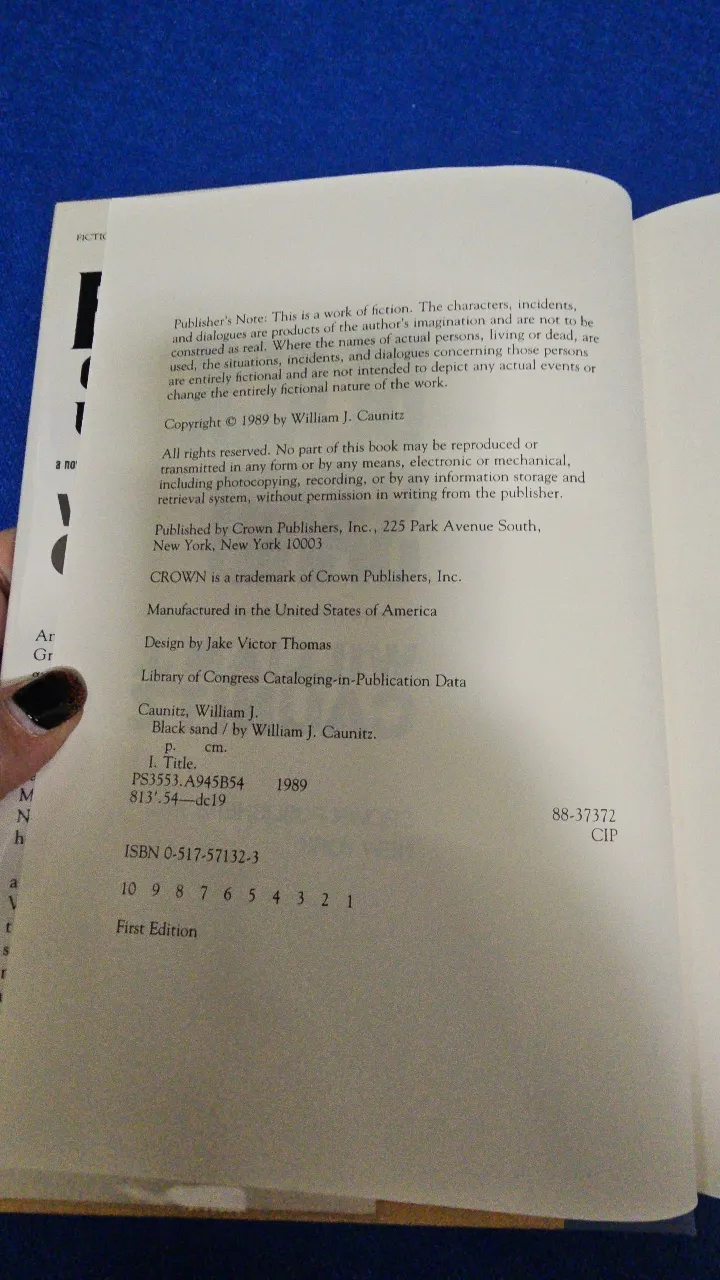 FICTIO
a no
Ar
Gr
M
N
h
a
t
s
r
Publisher's Note: This is a work of fiction. The characters, incidents,
and dialogues are products of the author's imagination and are not to be
construed as real. Where the names of actual persons, living or dead, are
used, the situations, incidents, and dialogues concerning those persons
are entirely fictional and are not intended to depict any actual events or
change the entirely fictional nature of the work.
Copyright © 1989 by William J. Caunitz
All rights reserved. No part of this book may be reproduced or
transmitted in any form or by any means, electronic or mechanical,
including photocopying, recording, or by any information storage and
retrieval system, without permission in writing from the publisher.
Published by Crown Publishers, Inc., 225 Park Avenue South,
New York, New York 10003
CROWN is a trademark of Crown Publishers, Inc.
Manufactured in the United States of America
Design by Jake Victor Thomas
Library of Congress Cataloging-in-Publication Data
Caunitz, William J.
Black sand / by William J. Caunitz.
p. cm.
I. Title.
PS3553.A945B54 1989
813'.54—dc19
88-37372
CIP
ISBN 0-517-57132-3
10 9 8 7 6 5 4 3 2 1
First Edition